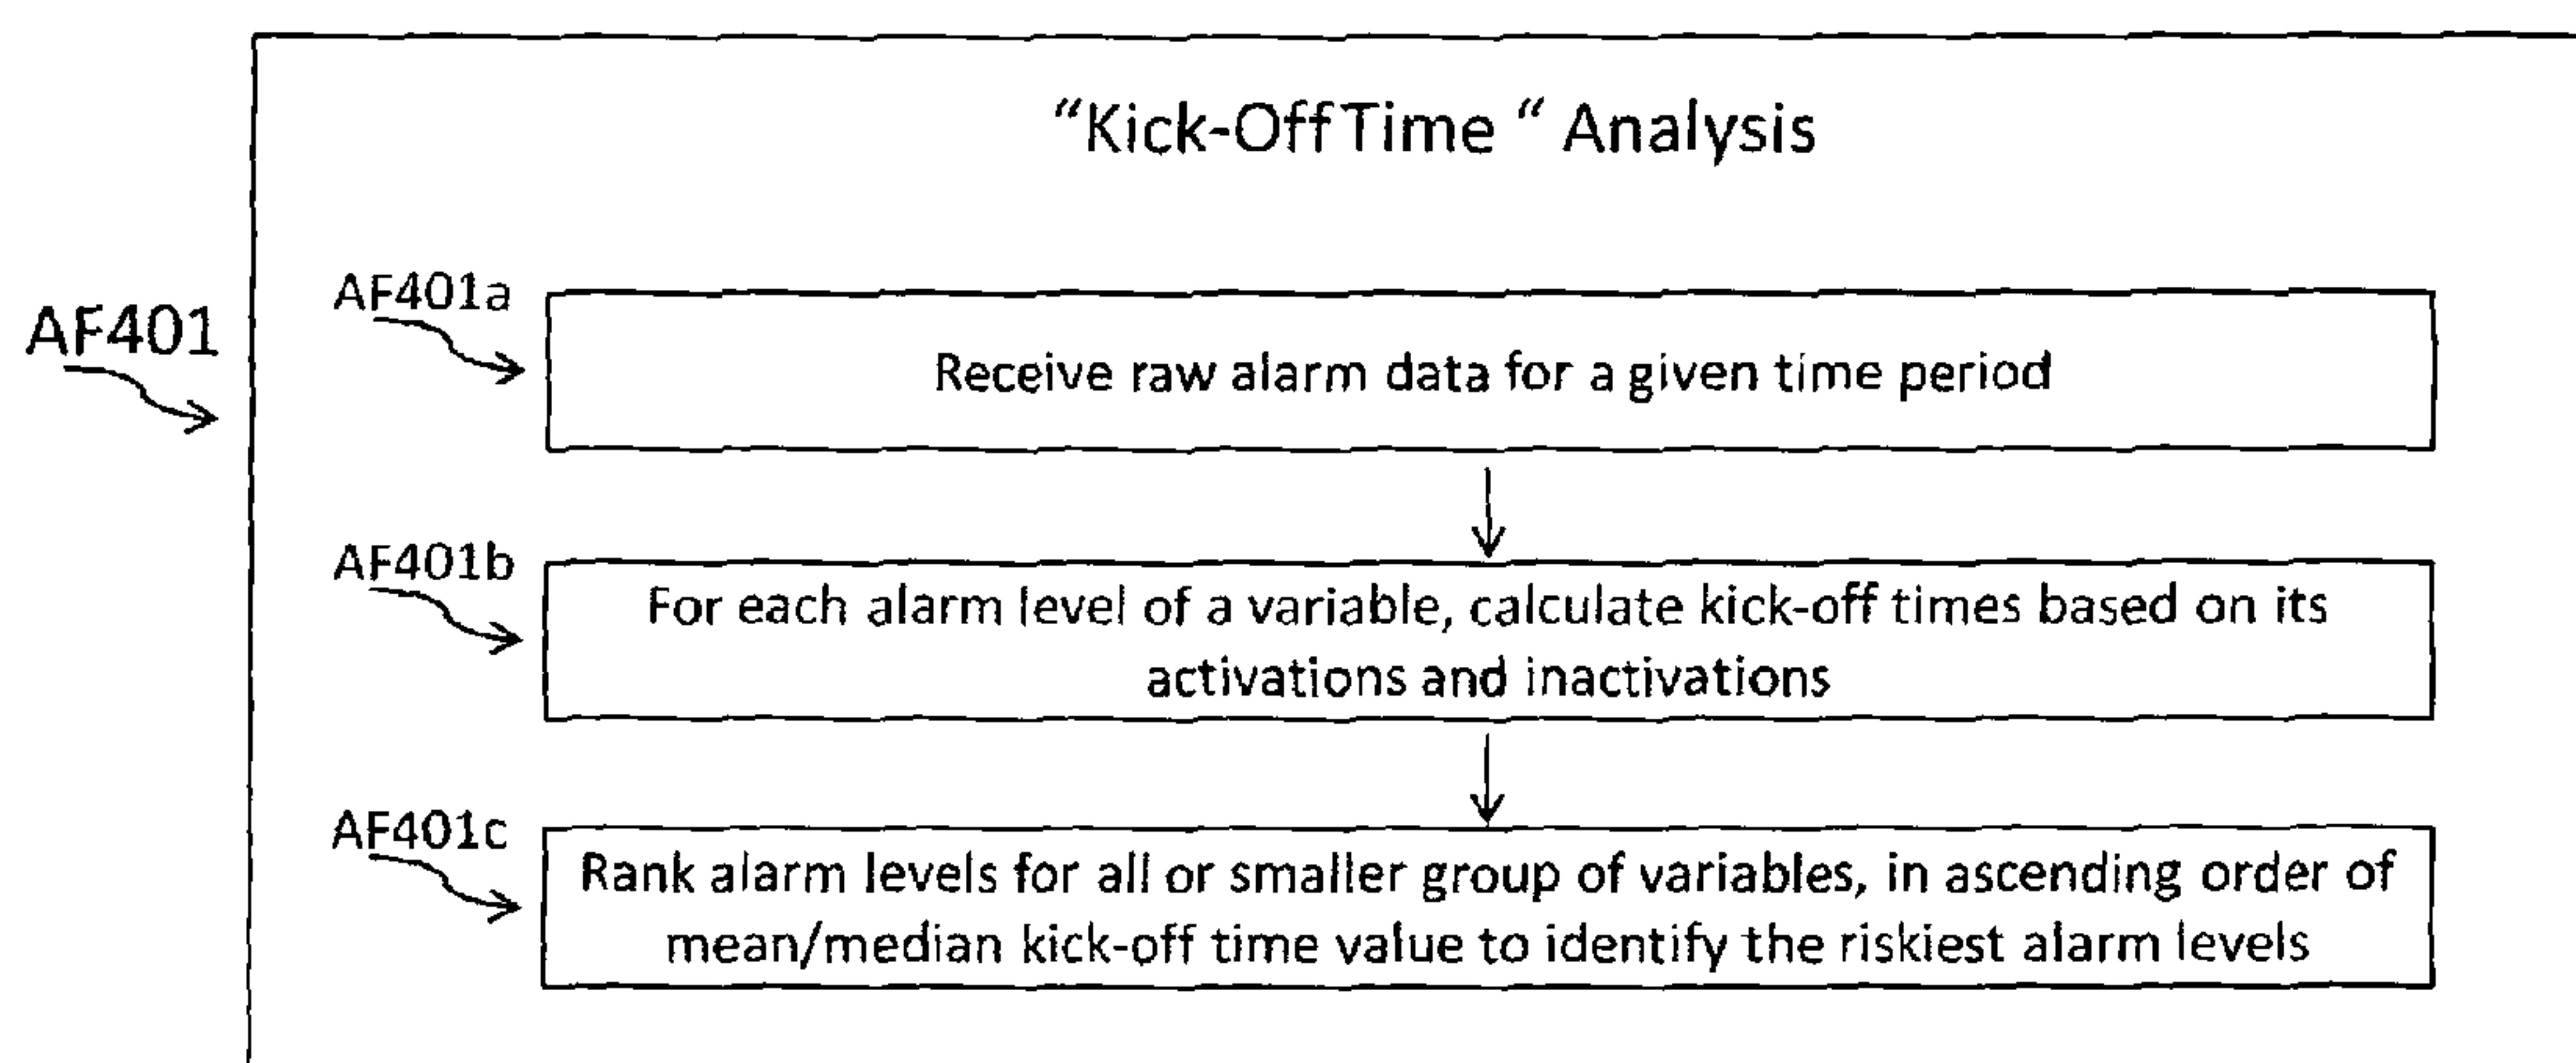 “Kick-Off Time “ Analysis
AF401
AF401a
Receive raw alarm data for a given time period
AF401b
For each alarm level of a variable, calculate kick-off times based on its
activations and inactivations
AF401c
Rank alarm levels for all or smaller group of variables, in ascending order of
mean/median kick-off time value to identify the riskiest alarm levels